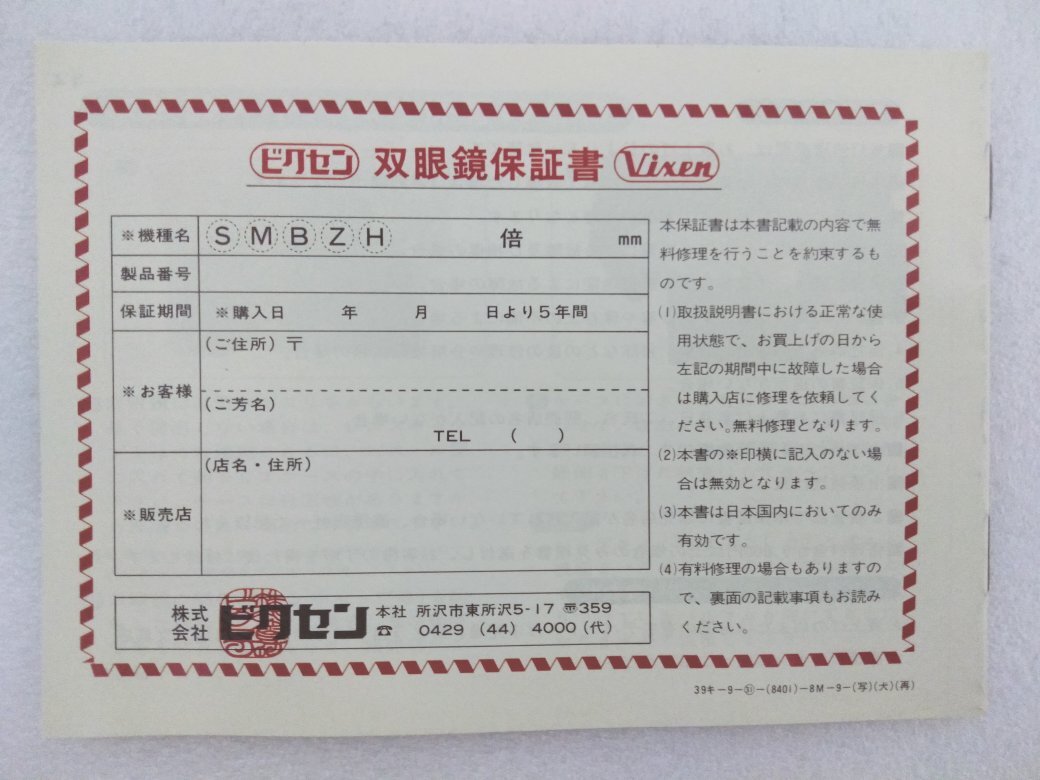 ビクセン 双眼鏡保証書 Vixen
※機種名 S M B Z H 倍 mm
製品番号
保証期間 ※購入日 年 月 日より5年間
※お客様 (ご住所) 〒
(ご芳名)
TEL ( )
※販売店 (店名・住所)
本保証書は本書記載の内容で無
料修理を行うことを約束するも
のです。
(1)取扱説明書における正常な使
用状態で、お買上げの日から
左記の期間中に故障した場合
は購入店に修理を依頼してく
ださい。無料修理となります。
(2)本書の※印横に記入のない場
合は無効となります。
(3)本書は日本国内においてのみ
有効です。
(4)有料修理の場合もありますの
で、裏面の記載事項もお読み
ください。
株式会社 ビクセン
本社 所沢市東所沢5-17 〠359
☎ 0429 (44) 4000 (代)
39キ-9-㉛-(8401)-8M-9-(写)(犬)(再)